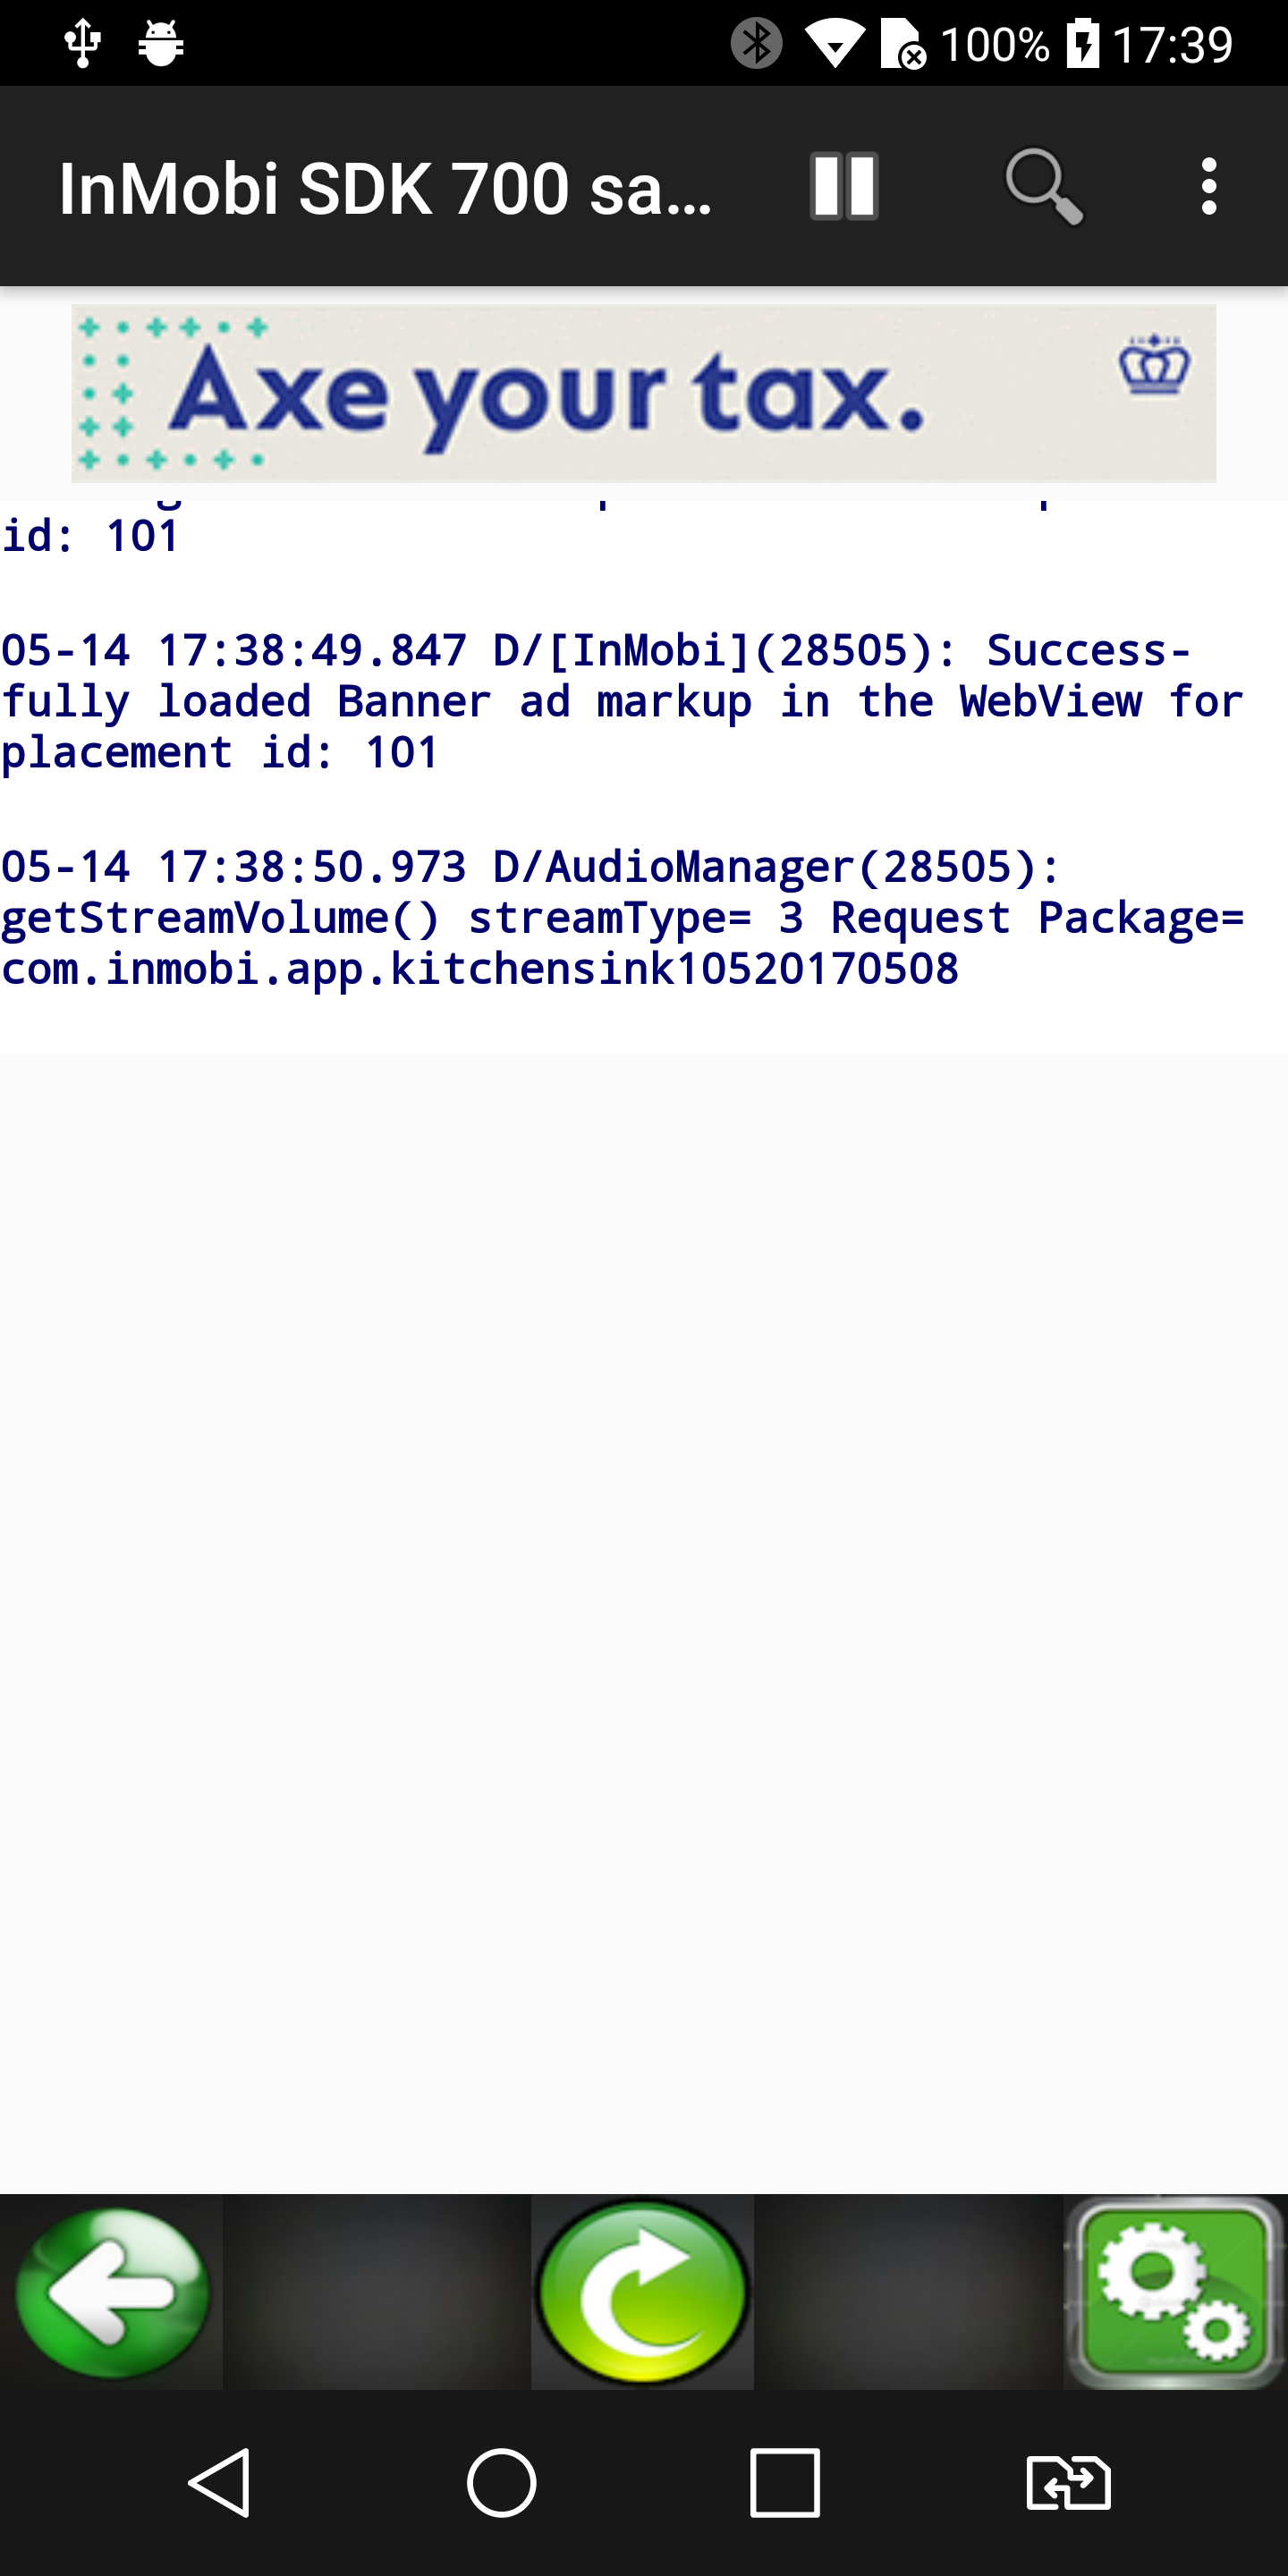 100% 17:39
InMobi SDK 700 sa...
Axe your tax.
id: 101
05-14 17:38:49.847 D/[InMobi](28505): Success-
fully loaded Banner ad markup in the WebView for
placement id: 101
05-14 17:38:50.973 D/AudioManager(28505):
getStreamVolume() streamType= 3 Request Package=
com.inmobi.app.kitchensink10520170508